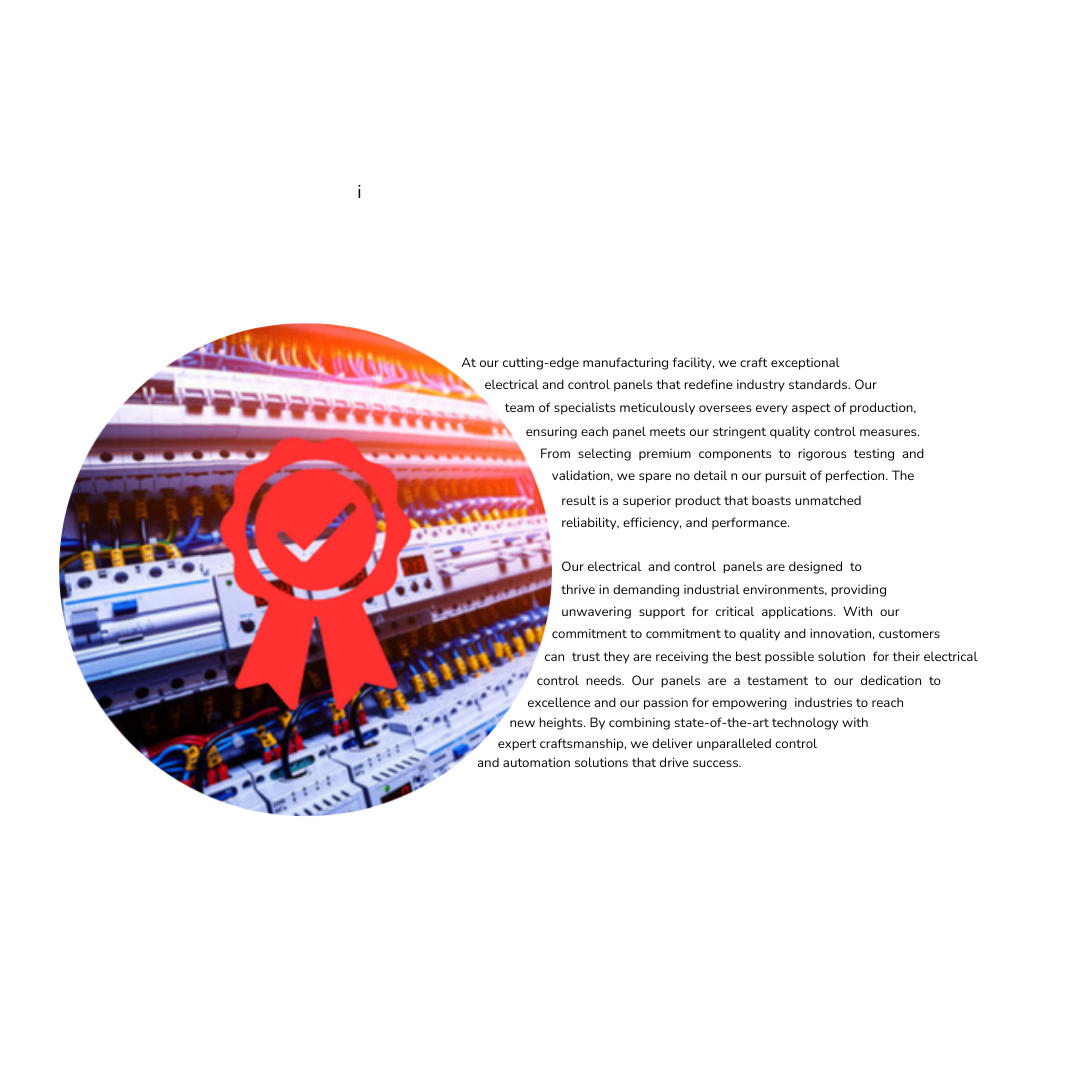 i
At our cutting-edge manufacturing facility, we craft exceptional
electrical and control panels that redefine industry standards. Our
team of specialists meticulously oversees every aspect of production,
ensuring each panel meets our stringent quality control measures.
From selecting premium components to rigorous testing and
validation, we spare no detail n our pursuit of perfection. The
result is a superior product that boasts unmatched
reliability, efficiency, and performance.
Our electrical and control panels are designed to
thrive in demanding industrial environments, providing
unwavering support for critical applications. With our
commitment to commitment to quality and innovation, customers
can trust they are receiving the best possible solution for their electrical
control needs. Our panels are a testament to our dedication to
excellence and our passion for empowering industries to reach
new heights. By combining state-of-the-art technology with
expert craftsmanship, we deliver unparalleled control
and automation solutions that drive success.